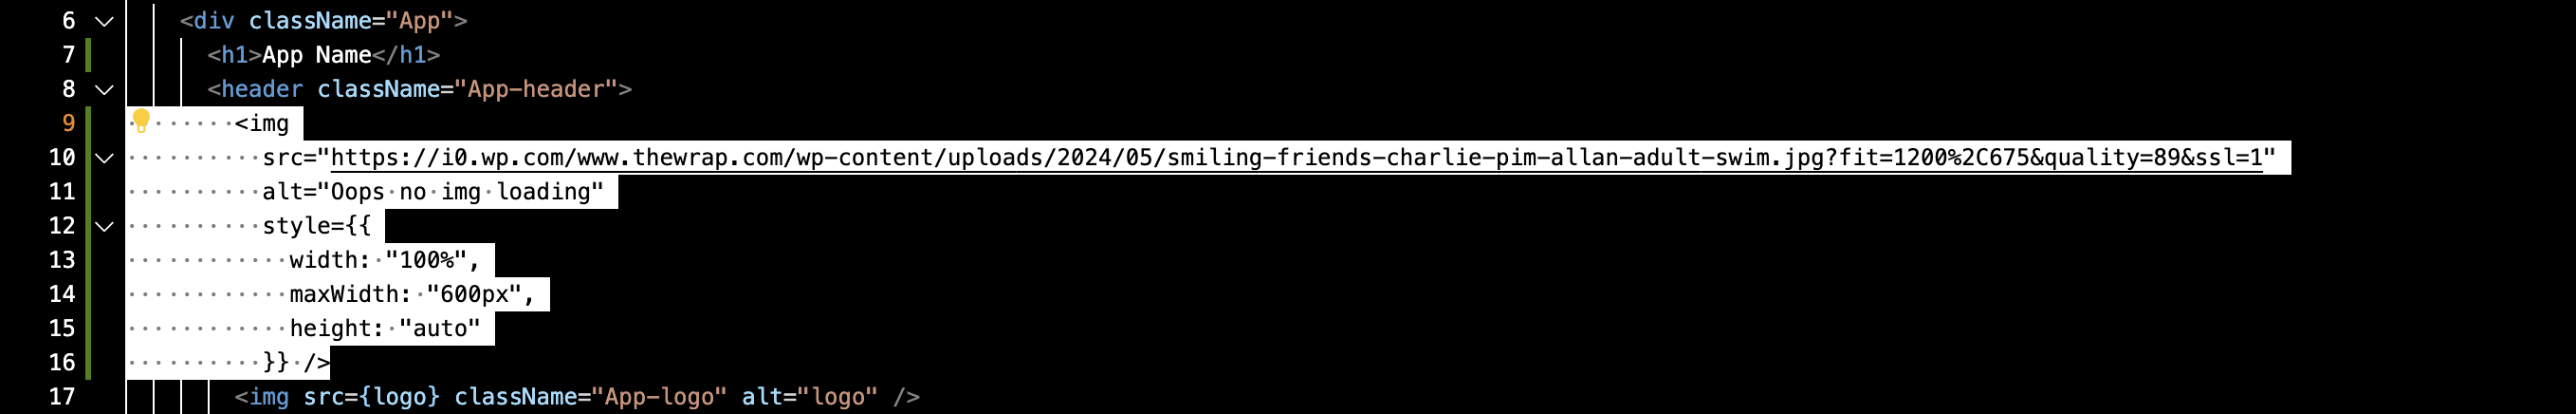 6 <div className="App">
7 <h1>App Name</h1>
8 <header className="App-header">
9 <img
10 src="https://i0.wp.com/www.thewrap.com/wp-content/uploads/2024/05/smiling-friends-charlie-pim-allan-adult-swim.jpg?fit=1200%2C675&quality=89&ssl=1"
11 alt="Oops no img loading"
12 style={{
13 width: "100%",
14 maxWidth: "600px",
15 height: "auto"
16 }} />
17 <img src={logo} className="App-logo" alt="logo" />